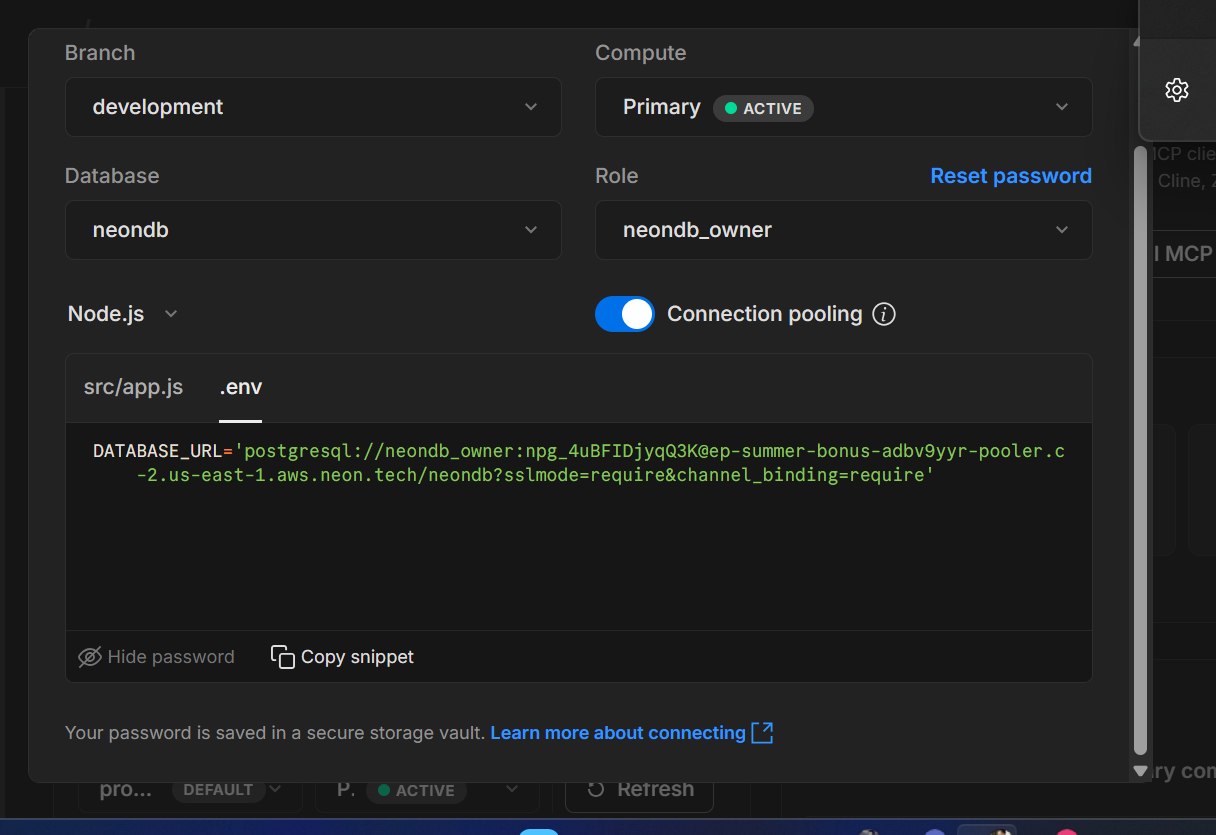 Branch
Compute
development
Primary
ACTIVE
Database
Role
Reset password
neondb
neondb_owner
Node.js
Connection pooling
src/app.js
.env
DATABASE_URL='postgresql://neondb_owner:npg_4uBFIDjyqQ3K@ep-summer-bonus-adbv9yyr-pooler.c
-2.us-east-1.aws.neon.tech/neondb?sslmode=require&channel_binding=require'
Hide password
Copy snippet
Your password is saved in a secure storage vault. Learn more about connecting
MCP clie
Cline, Z
l MCP
ry con
pro...
DEFAULT
P.
ACTIVE
Refresh